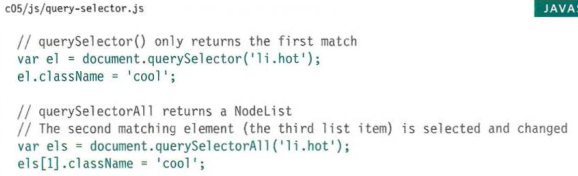 c05/js/query-selector.js
// querySelector() only returns the first match
var el = document.querySelector('li.hot');
el.className = 'cool';
// querySelectorAll returns a NodeList
// The second matching element (the third list item) is selected and changed
var els = document.querySelectorAll('li.hot');
els[1].className = 'cool';